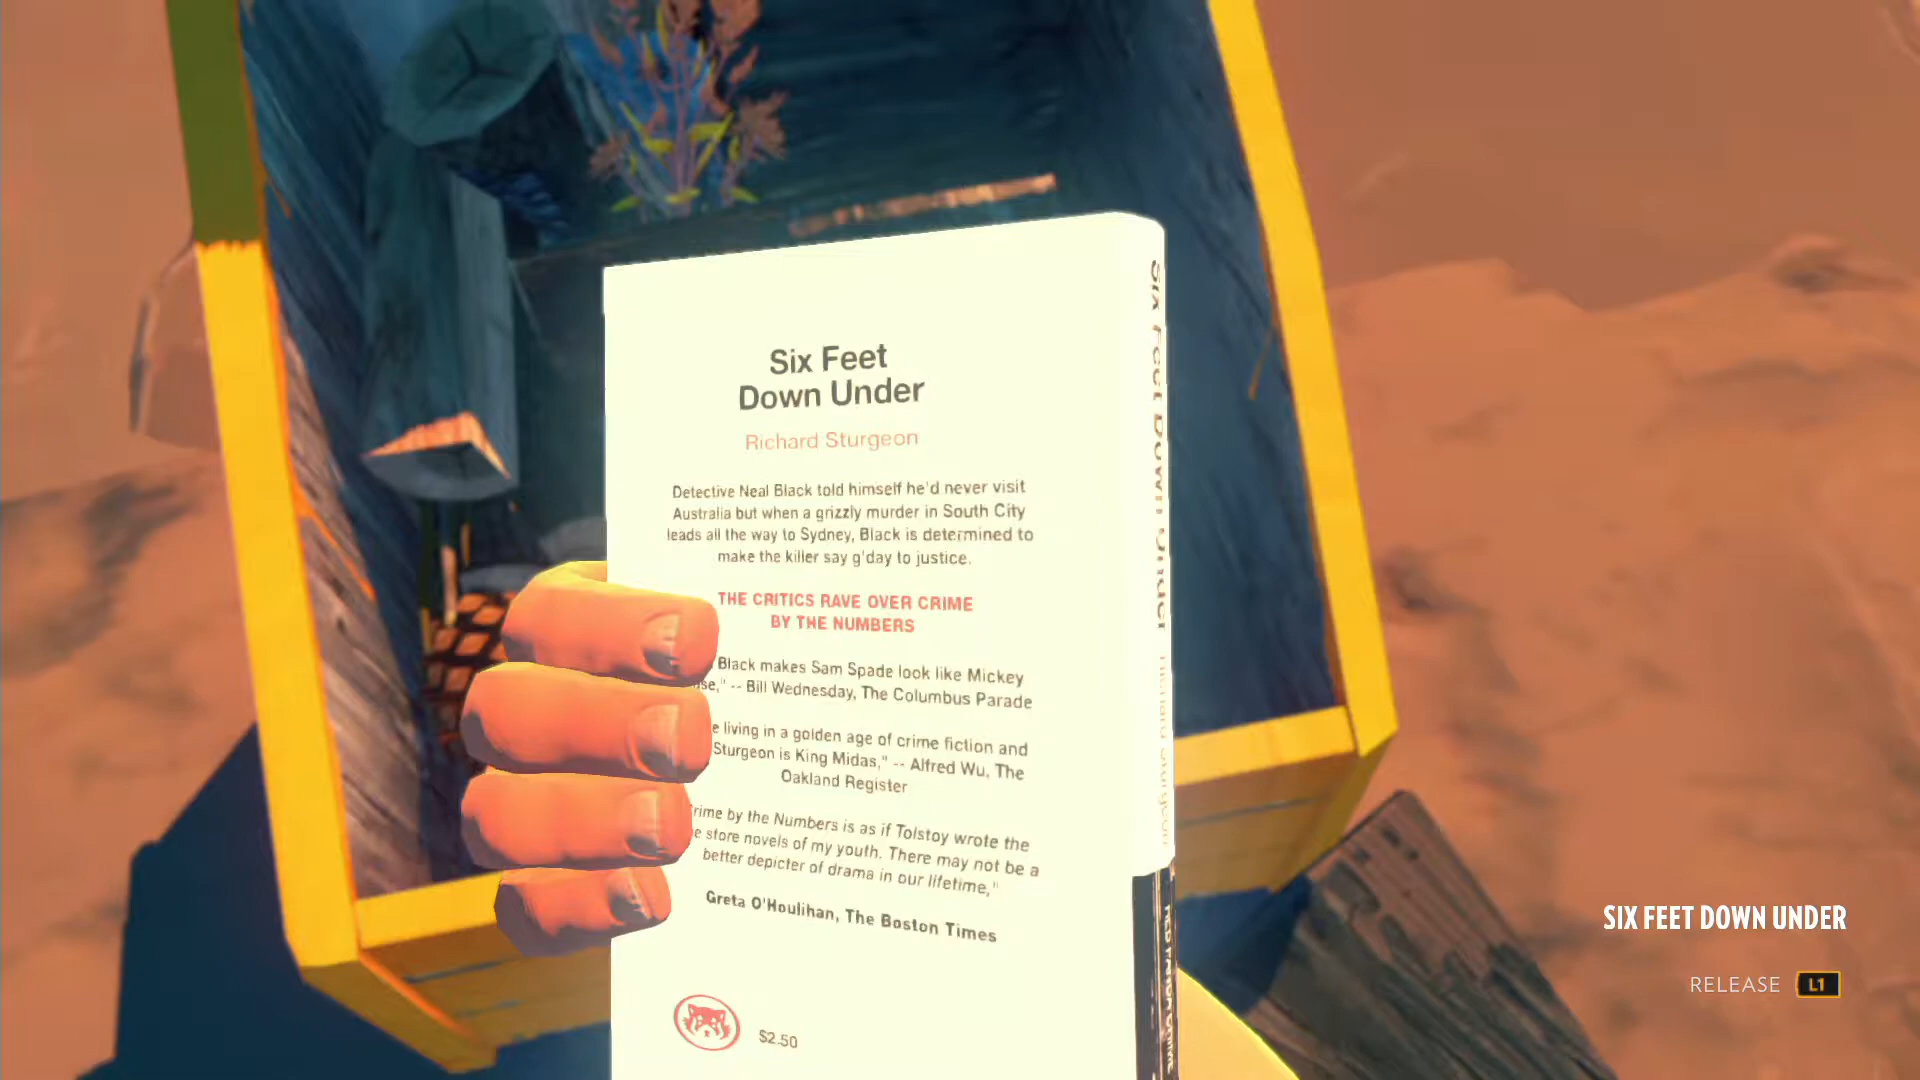 Six Feet
Down Under
Richard Sturgeon
Detective Neal Black told himself he'd never visit
Australia but when a grizzly murder in South City
leads all the way to Sydney, Black is determined to
make the killer say g'day to justice.
THE CRITICS RAVE OVER CRIME
BY THE NUMBERS
Black makes Sam Spade look like Mickey
se," -- Bill Wednesday, The Columbus Parade
e living in a golden age of crime fiction and
Sturgeon is King Midas," -- Alfred Wu, The
Oakland Register
rime by the Numbers is as if Tolstoy wrote the
e store novels of my youth. There may not be a
better depicter of drama in our lifetime,"
Greta O'Houlihan, The Boston Times
$2.50
Six Feet Down Under Richard Sturgeon
SIX FEET DOWN UNDER
RELEASE L1